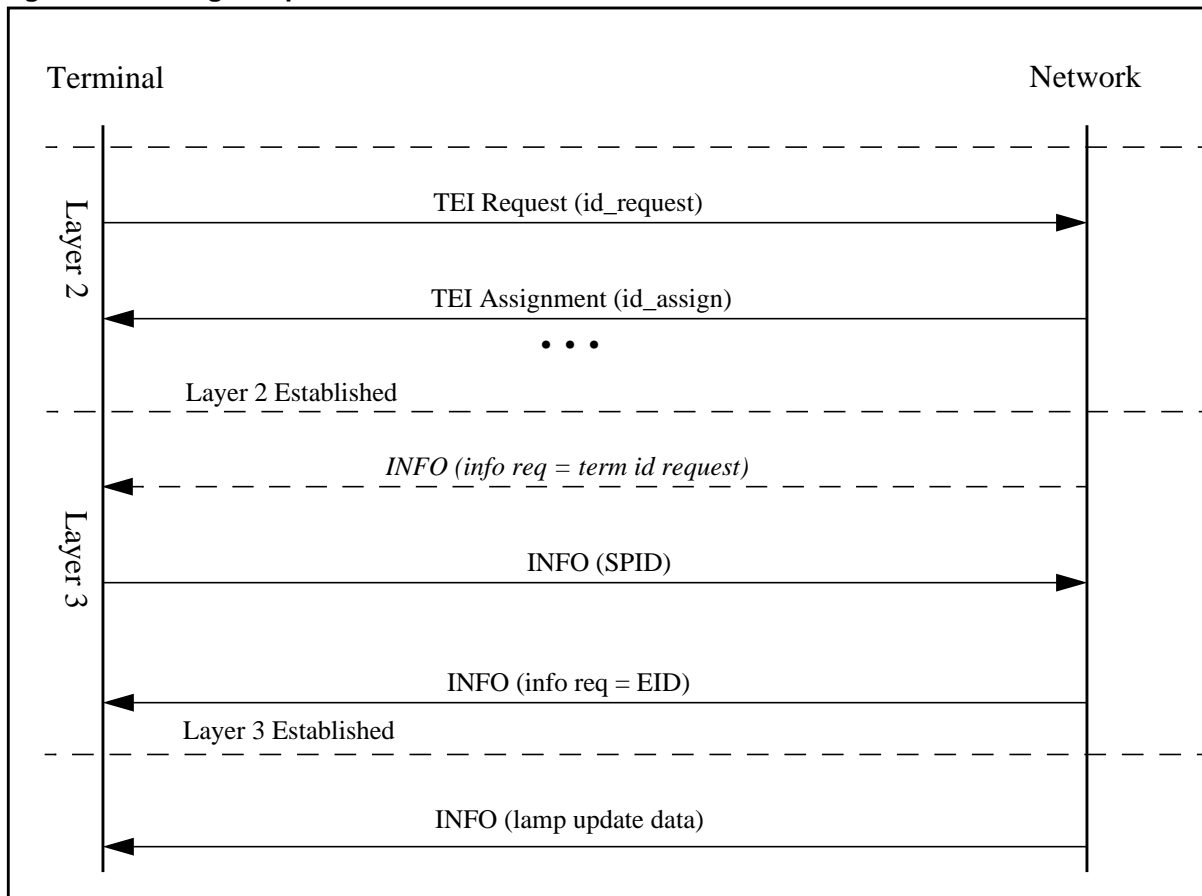 Terminal
Network
Layer 2
TEI Request (id_request)
TEI Assignment (id_assign)
• • •
Layer 2 Established
Layer 3
INFO (info req = term id request)
INFO (SPID)
INFO (info req = EID)
Layer 3 Established
INFO (lamp update data)